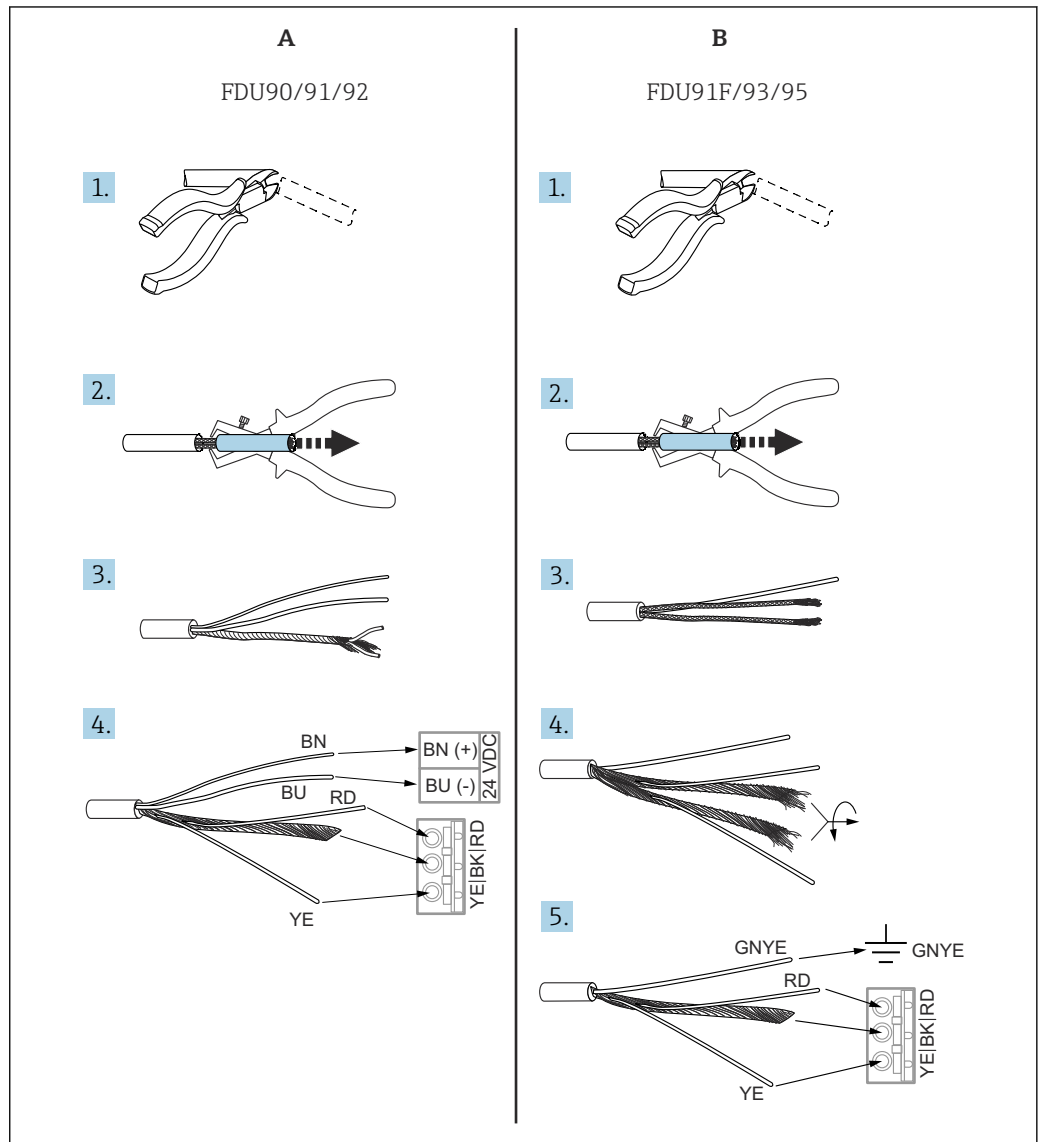 A
FDU90/91/92
1.
2.
3.
4.
BN
BN (+)
BU (-)
24 VDC
BU
RD
YE|BK|RD
YE
B
FDU91F/93/95
1.
2.
3.
4.
5.
GNYE
GNYE
RD
YE|BK|RD
YE